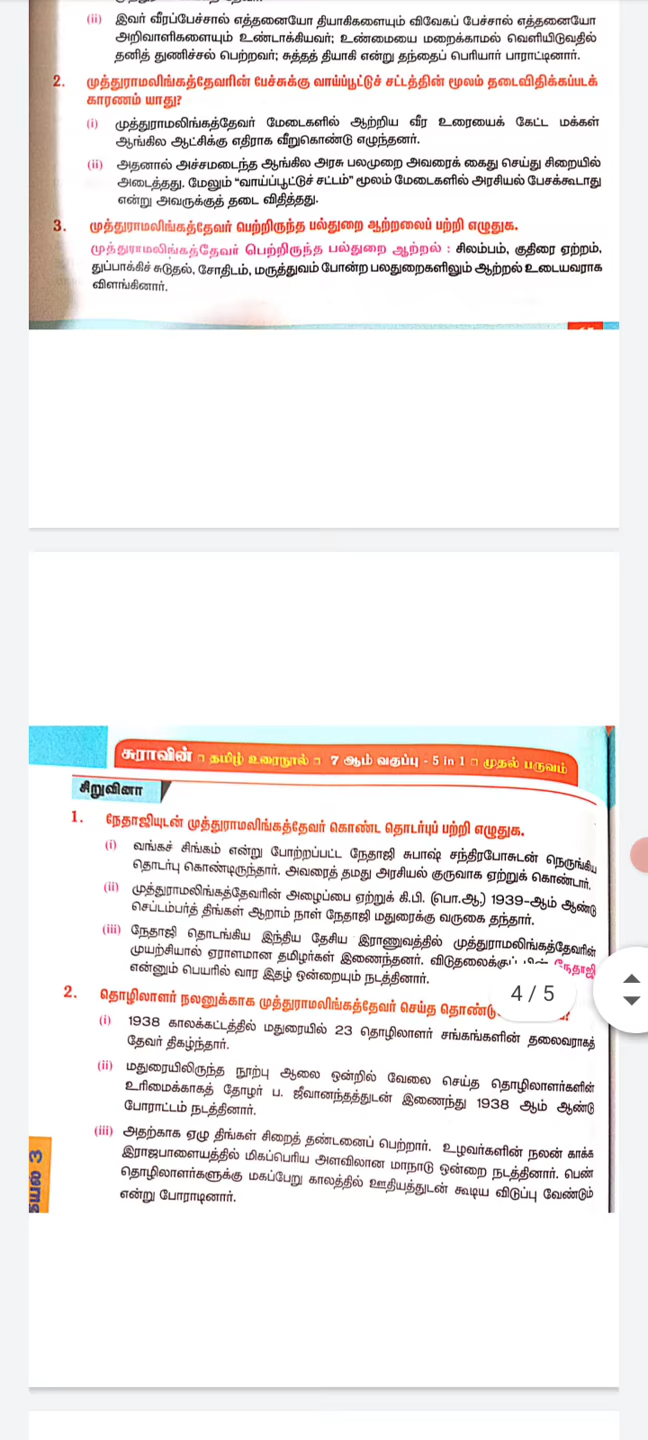 (ii) இவர் வீரப்பேச்சால் எத்தனையோ தியாகிகளையும் விவேகப் பேச்சால் எத்தனையோ
அறிவாளிகளையும் உண்டாக்கியவர்; உண்மையை மறைக்காமல் வெளியிடுவதில்
தனித் துணிச்சல் பெற்றவர்; சுத்தத் தியாகி என்று தந்தைப் பெரியார் பாராட்டினார்.
2. முத்துராமலிங்கத்தேவரின் பேச்சுக்கு வாய்ப்பூட்டுச் சட்டத்தின் மூலம் தடைவிதிக்கப்படக்
காரணம் யாது?
(i) முத்துராமலிங்கத்தேவர் மேடைகளில் ஆற்றிய வீர உரையைக் கேட்ட மக்கள்
ஆங்கில ஆட்சிக்கு எதிராக வீறுகொண்டு எழுந்தனர்.
(ii) அதனால் அச்சமடைந்த ஆங்கில அரசு பலமுறை அவரைக் கைது செய்து சிறையில்
அடைத்தது. மேலும் "வாய்ப்பூட்டுச் சட்டம்" மூலம் மேடைகளில் அரசியல் பேசக்கூடாது
என்று அவருக்குத் தடை விதித்தது.
3. முத்துராமலிங்கத்தேவர் பெற்றிருந்த பல்துறை ஆற்றலைப் பற்றி எழுதுக.
முத்துராமலிங்கத்தேவர் பெற்றிருந்த பல்துறை ஆற்றல் : சிலம்பம், குதிரை ஏற்றம்,
துப்பாக்கிச் சுடுதல், சோதிடம், மருத்துவம் போன்ற பலதுறைகளிலும் ஆற்றல் உடையவராக
விளங்கினார்.
சுராவின் □ தமிழ் உரைநூல் □ 7 ஆம் வகுப்பு - 5 in 1 □ முதல் பருவம்
சிறுவினா
1. நேதாஜியுடன் முத்துராமலிங்கத்தேவர் கொண்ட தொடர்புப் பற்றி எழுதுக.
(i) வங்கச் சிங்கம் என்று போற்றப்பட்ட நேதாஜி சுபாஷ் சந்திரபோசுடன் நெருங்கிய
தொடர்பு கொண்டிருந்தார். அவரைத் தமது அரசியல் குருவாக ஏற்றுக் கொண்டார்.
(ii) முத்துராமலிங்கத்தேவரின் அழைப்பை ஏற்றுக் கி.பி. (பொ.ஆ.) 1939-ஆம் ஆண்டு
செப்டம்பர்த் திங்கள் ஆறாம் நாள் நேதாஜி மதுரைக்கு வருகை தந்தார்.
(iii) நேதாஜி தொடங்கிய இந்திய தேசிய இராணுவத்தில் முத்துராமலிங்கத்தேவரின்
முயற்சியால் ஏராளமான தமிழர்கள் இணைந்தனர். நேதாஜி
என்னும் பெயரில் வார இதழ் ஒன்றையும் நடத்தினார்.
4 / 5
2. தொழிலாளர் நலனுக்காக முத்துராமலிங்கத்தேவர் செய்த
(i) 1938 காலக்கட்டத்தில் மதுரையில் 23 தொழிலாளர் சங்கங்களின் தலைவராகத்
தேவர் திகழ்ந்தார்.
(ii) மதுரையிலிருந்த நூற்பு ஆலை ஒன்றில் வேலை செய்த தொழிலாளர்களின்
உரிமைக்காகத் தோழர் ப. ஜீவானந்தத்துடன் இணைந்து 1938 ஆம் ஆண்டு
போராட்டம் நடத்தினார்.
(iii) அதற்காக ஏழு திங்கள் சிறைத் தண்டனைப் பெற்றார். உழவர்களின் நலன் காக்க
இராஜபாளையத்தில் மிகப்பெரிய அளவிலான மாநாடு ஒன்றை நடத்தினார். பெண்
தொழிலாளர்களுக்கு மகப்பேறு காலத்தில் ஊதியத்துடன் கூடிய விடுப்பு வேண்டும்
என்று போராடினார்.
இயல் 3